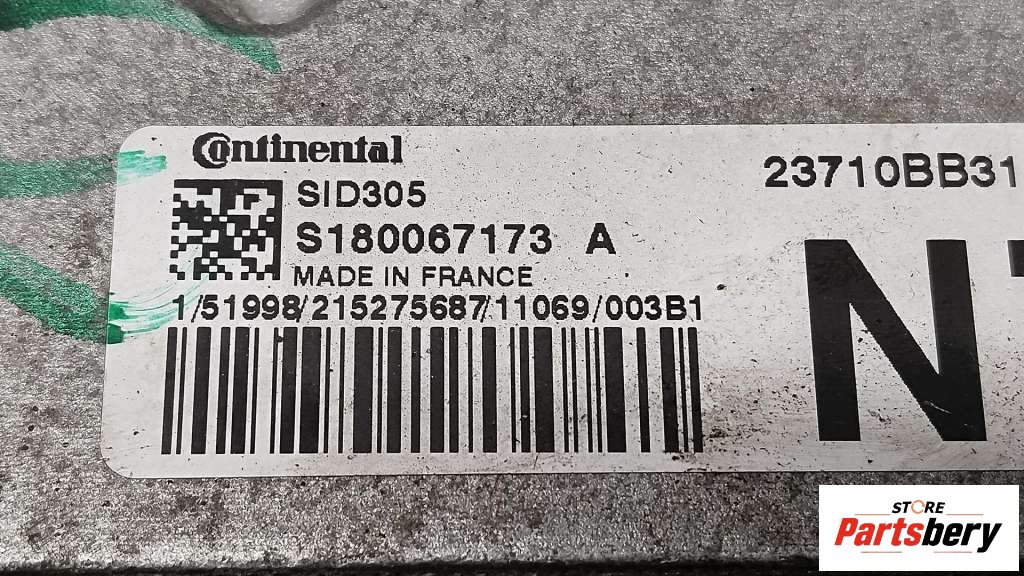 Continental
SID305
S180067173 A
MADE IN FRANCE
1/51998/215275687/11069/003B1
23710BB31
N
STORE
Partsbery